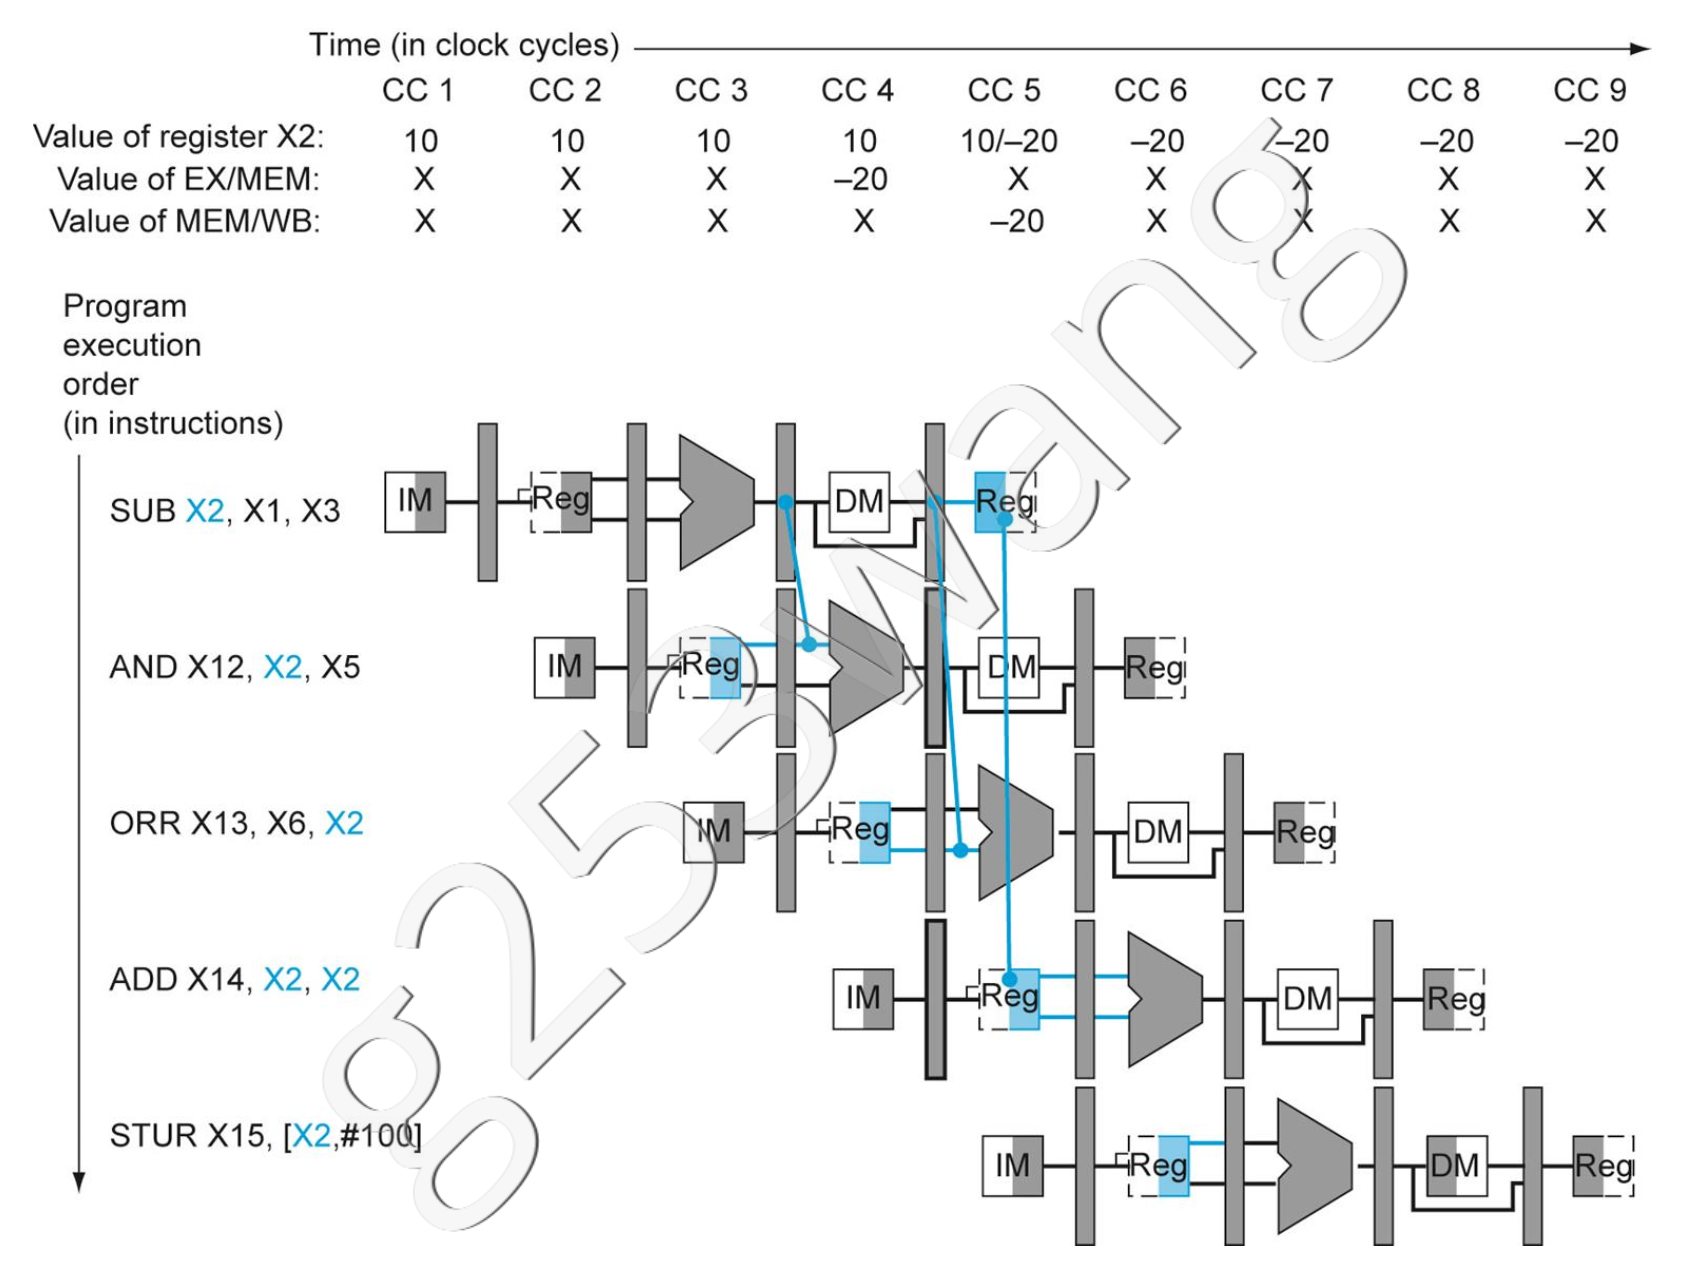 Time (in clock cycles)
CC 1 CC 2 CC 3 CC 4 CC 5 CC 6 CC 7 CC 8 CC 9
Value of register X2: 10 10 10 10 10/–20 –20 –20 –20 –20
Value of EX/MEM: X X X –20 X X X X X
Value of MEM/WB: X X X X –20 X X X X
Program
execution
order
(in instructions)
SUB X2, X1, X3
IM Reg DM Reg
AND X12, X2, X5
IM Reg DM Reg
ORR X13, X6, X2
IM Reg DM Reg
ADD X14, X2, X2
IM Reg DM Reg
STUR X15, [X2,#100]
IM Reg DM Reg
g253wang